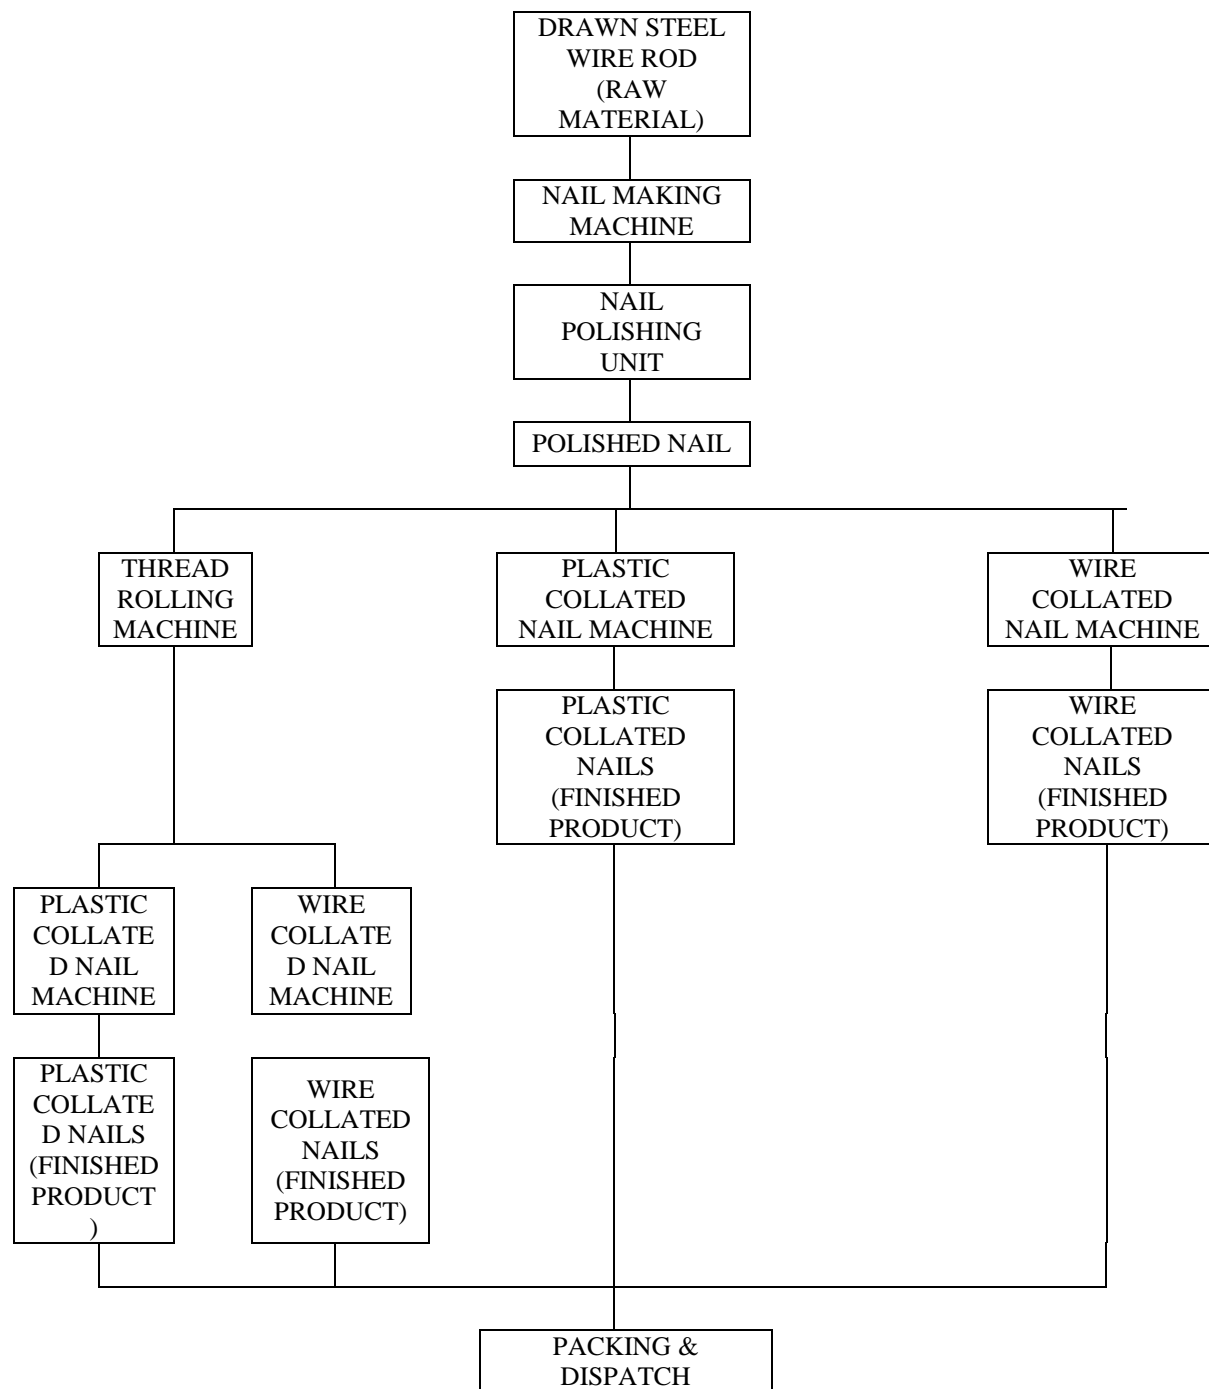 DRAWN STEEL
WIRE ROD
(RAW
MATERIAL)
NAIL MAKING
MACHINE
NAIL
POLISHING
UNIT
POLISHED NAIL
THREAD
ROLLING
MACHINE
PLASTIC
COLLATED
NAIL MACHINE
WIRE
COLLATED
NAIL MACHINE
PLASTIC
COLLATED
NAILS
(FINISHED
PRODUCT)
WIRE
COLLATED
NAILS
(FINISHED
PRODUCT)
PLASTIC
COLLATE
D NAIL
MACHINE
WIRE
COLLATE
D NAIL
MACHINE
PLASTIC
COLLATE
D NAILS
(FINISHED
PRODUCT
)
WIRE
COLLATED
NAILS
(FINISHED
PRODUCT)
PACKING &
DISPATCH